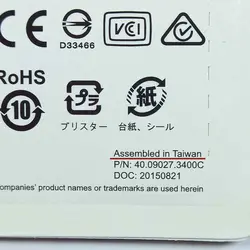 CE
VCI
D33466
RoHS
10
プラ
紙
プリスター 台紙、シール
Assembled in Taiwan
P/N: 40.09027.3400C
DOC: 20150821
companies' product names or trademarks are used herein